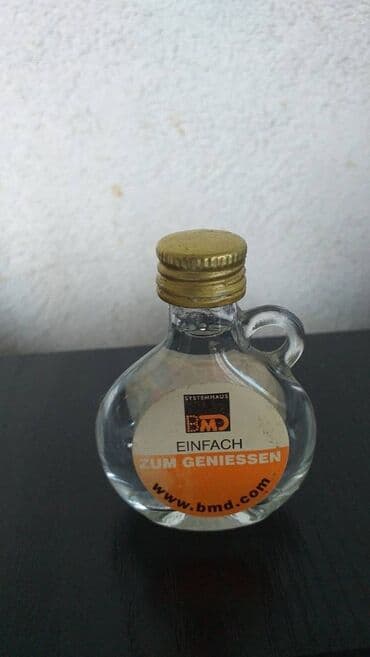 SYSTEMHAUS
BMD
EINFACH
ZUM GENIESSEN
www.bmd.com